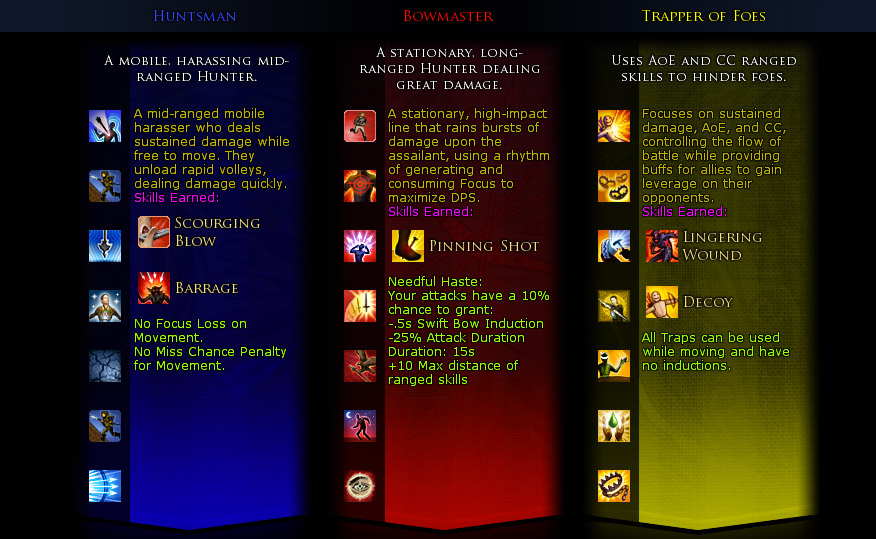 Huntsman
A mobile, harassing mid-
ranged Hunter.
A mid-ranged mobile
harasser who deals
sustained damage while
free to move. They
unload rapid volleys,
dealing damage quickly.
Skills Earned:
Scourging
Blow
Barrage
No Focus Loss on
Movement.
No Miss Chance Penalty
for Movement.
Bowmaster
A stationary, long-
ranged Hunter dealing
great damage.
A stationary, high-impact
line that rains bursts of
damage upon the
assailant, using a rhythm
of generating and
consuming Focus to
maximize DPS.
Skills Earned:
Pinning Shot
Needful Haste:
Your attacks have a 10%
chance to grant:
-.5s Swift Bow Induction
-25% Attack Duration
Duration: 15s
+10 Max distance of
ranged skills
Trapper of Foes
Uses AoE and CC ranged
skills to hinder foes.
Focuses on sustained
damage, AoE, and CC,
controlling the flow of
battle while providing
buffs for allies to gain
leverage on their
opponents.
Skills Earned:
Lingering
Wound
Decoy
All Traps can be used
while moving and have
no inductions.